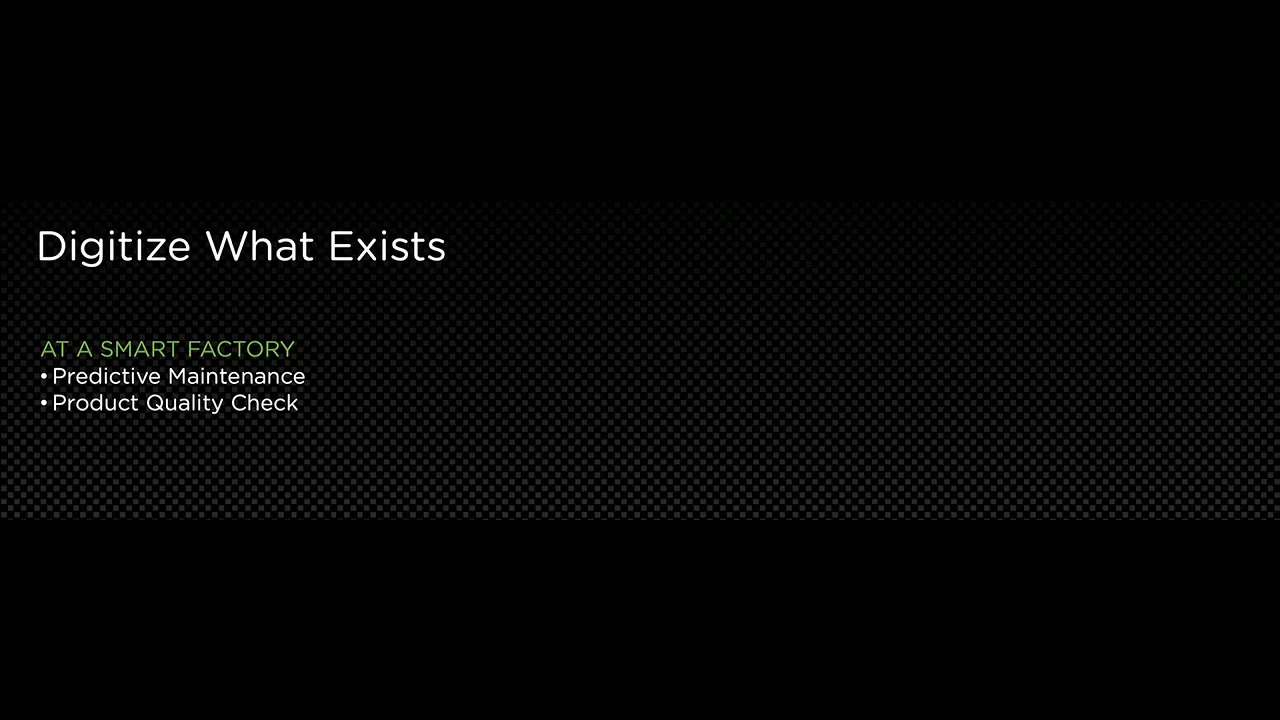 Digitize What Exists
AT A SMART FACTORY
• Predictive Maintenance
• Product Quality Check